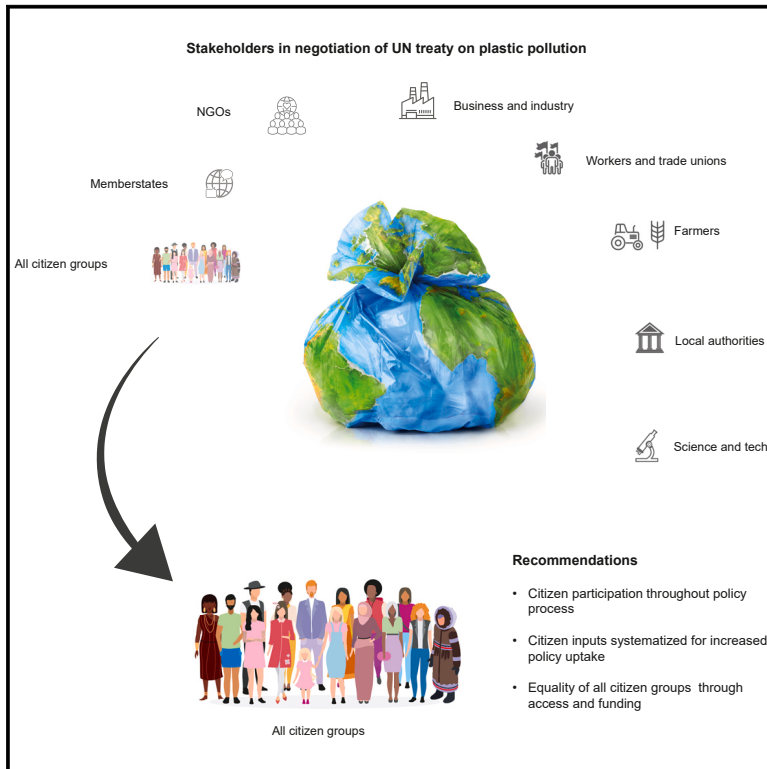 Stakeholders in negotiation of UN treaty on plastic pollution
NGOs
Business and industry
Workers and trade unions
Memberstates
Farmers
All citizen groups
Local authorities
Science and tech
Recommendations
• Citizen participation throughout policy
process
• Citizen inputs systematized for increased
policy uptake
• Equality of all citizen groups through
access and funding
All citizen groups